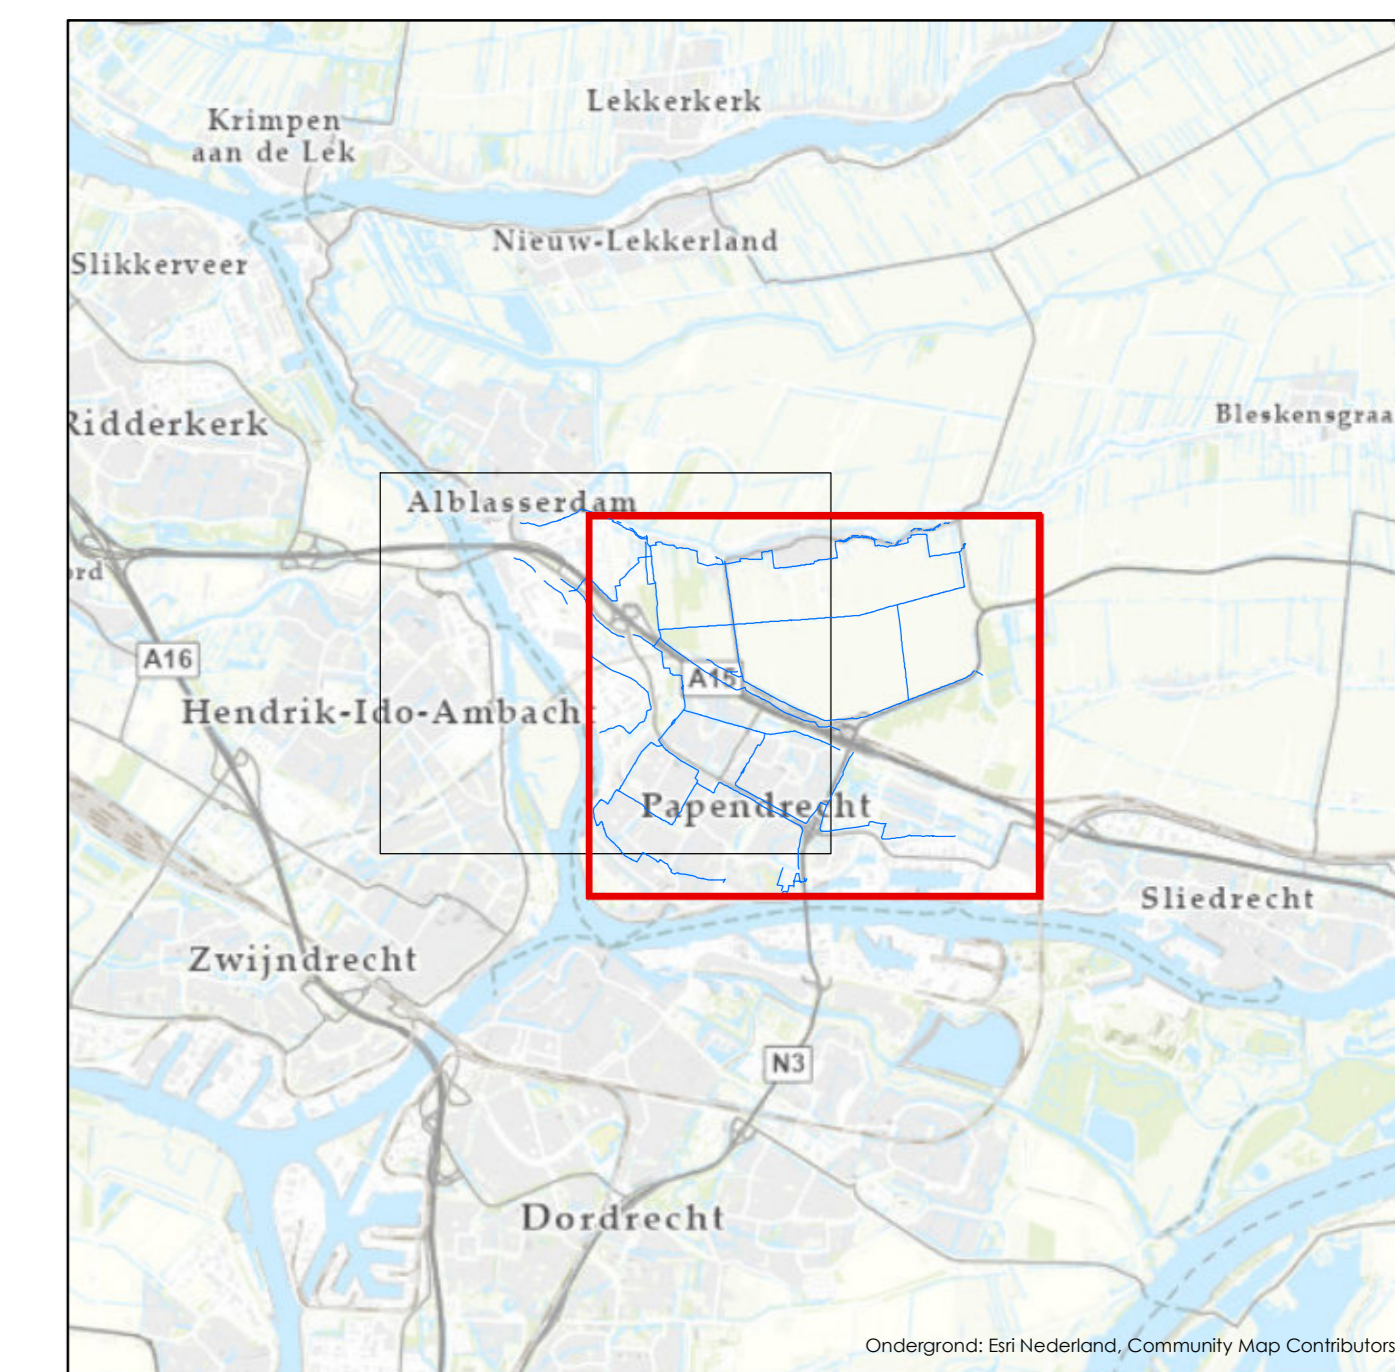 Lekkerkerk
Krimpen
aan de Lek
Nieuw-Lekkerland
Slikkerveer
Ridderkerk
Bleskensgraa
Alblasserdam
rd
A16
A15
Hendrik-Ido-Ambacht
Papendrecht
Sliedrecht
Zwijndrecht
N3
Dordrecht
Ondergrond: Esri Nederland, Community Map Contributors